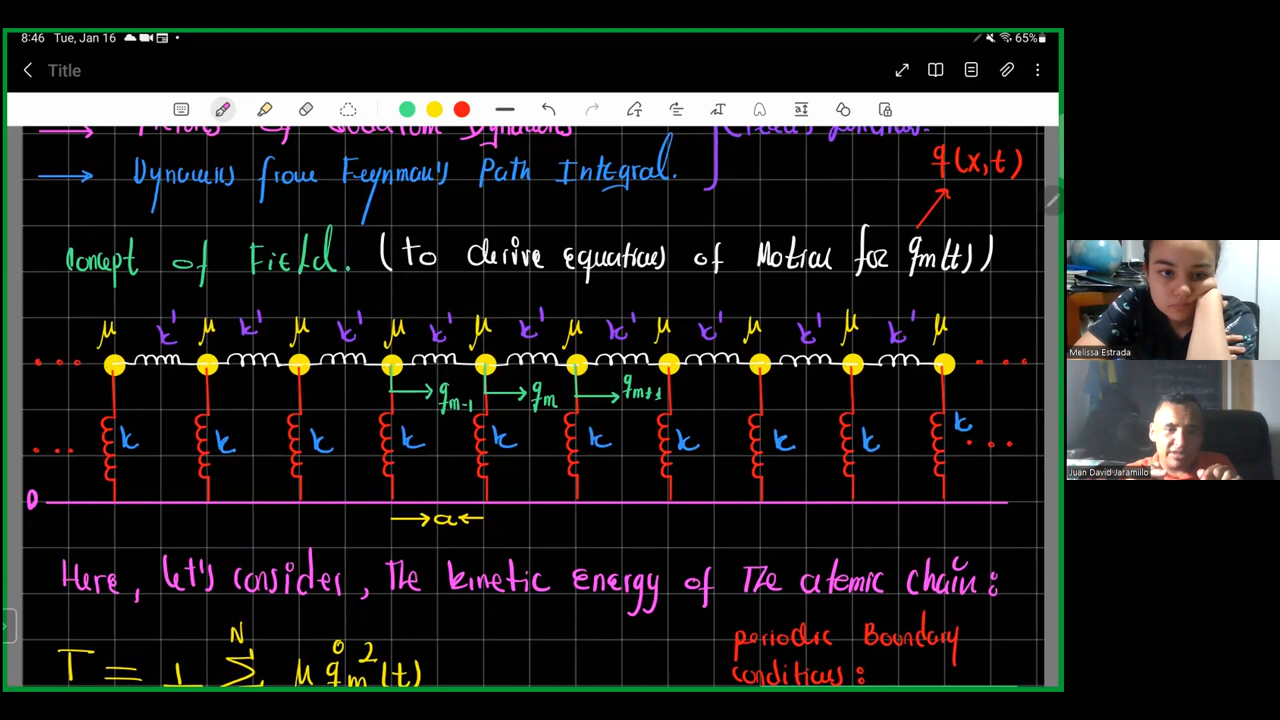 8:46 Tue, Jan 16
65%
Title
Dynamics from Feynman's Path Integral.
q(x,t)
Concept of Field. (to derive equations of Motion for qm(t))
μ k' μ k' μ k' μ k' μ k' μ k' μ k' μ k' μ k' μ
... qm-1 qm qm+1 ...
... k k k k k k k k k k ...
0
a
Here, let's consider, The kinetic energy of The atomic chain:
N periodic Boundary
T = 1 Σ μ q̇m²(t) conditions:
Melissa Estrada
Juan David Jaramillo